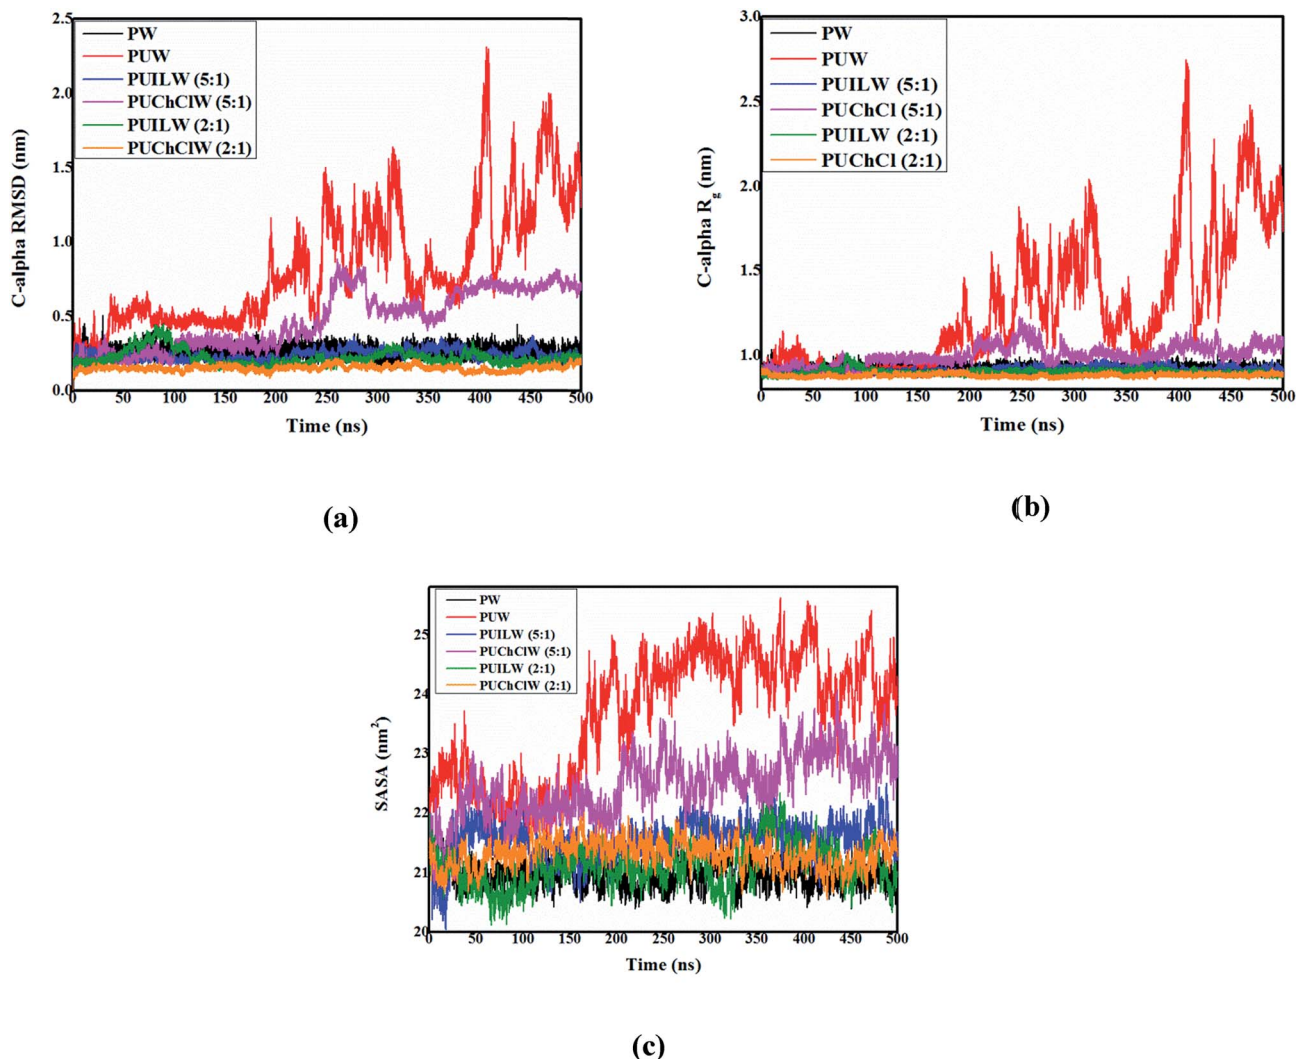 2.5
2.0
1.5
1.0
0.5
0.0
C-alpha RMSD (nm)
PW
PUW
PUILW (5:1)
PUChClW (5:1)
PUILW (2:1)
PUChClW (2:1)
0 50 100 150 200 250 300 350 400 450 500
Time (ns)
(a)
3.0
2.5
2.0
1.5
1.0
C-alpha Rg (nm)
PW
PUW
PUILW (5:1)
PUChCl (5:1)
PUILW (2:1)
PUChCl (2:1)
0 50 100 150 200 250 300 350 400 450 500
Time (ns)
(b)
25
24
23
22
21
20
SASA (nm²)
PW
PUW
PUILW (5:1)
PUChClW (5:1)
PUILW (2:1)
PUChClW (2:1)
0 50 100 150 200 250 300 350 400 450 500
Time (ns)
(c)